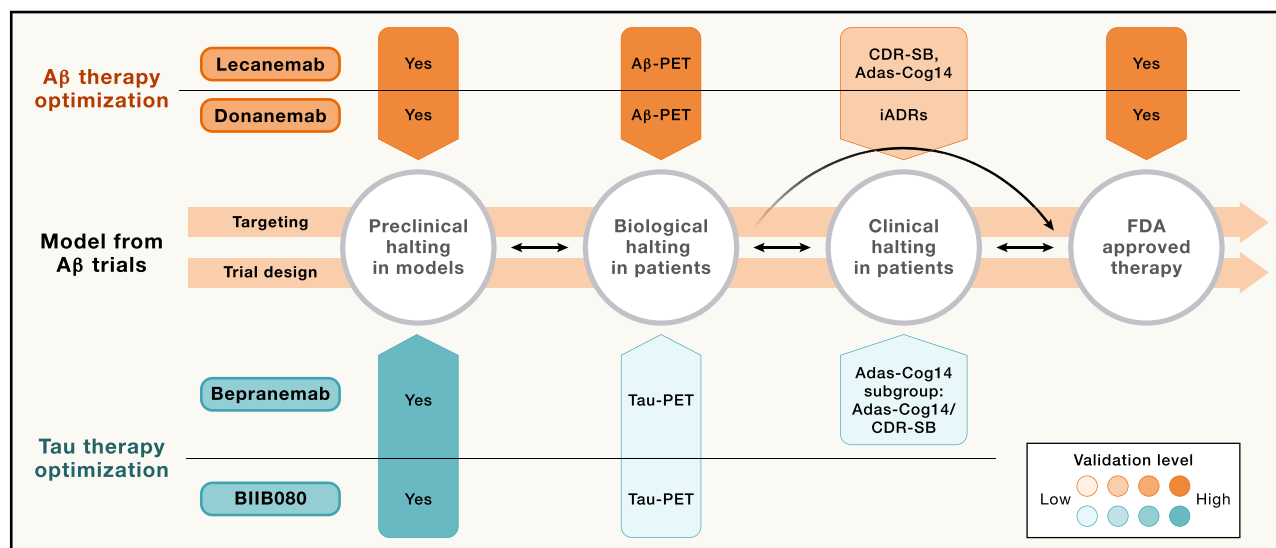 Aβ therapy
optimization
Lecanemab
Yes
Aβ-PET
CDR-SB,
Adas-Cog14
Yes
Donanemab
Yes
Aβ-PET
iADRs
Yes
Model from
Aβ trials
Targeting
Trial design
Preclinical
halting
in models
Biological
halting
in patients
Clinical
halting
in patients
FDA
approved
therapy
Tau therapy
optimization
Bepranemab
Yes
Tau-PET
Adas-Cog14
subgroup:
Adas-Cog14/
CDR-SB
BIIB080
Yes
Tau-PET
Validation level
Low
High